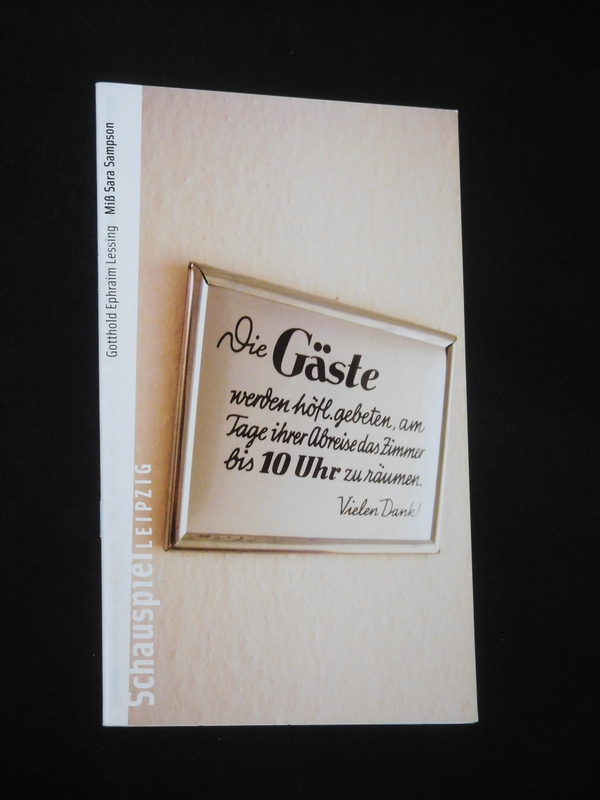 Gotthold Ephraim Lessing Miß Sara Sampson
Schauspiel LEIPZIG
Die Gäste
werden höfl. gebeten, am
Tage ihrer Abreise das Zimmer
bis 10 Uhr zu räumen.
Vielen Dank!